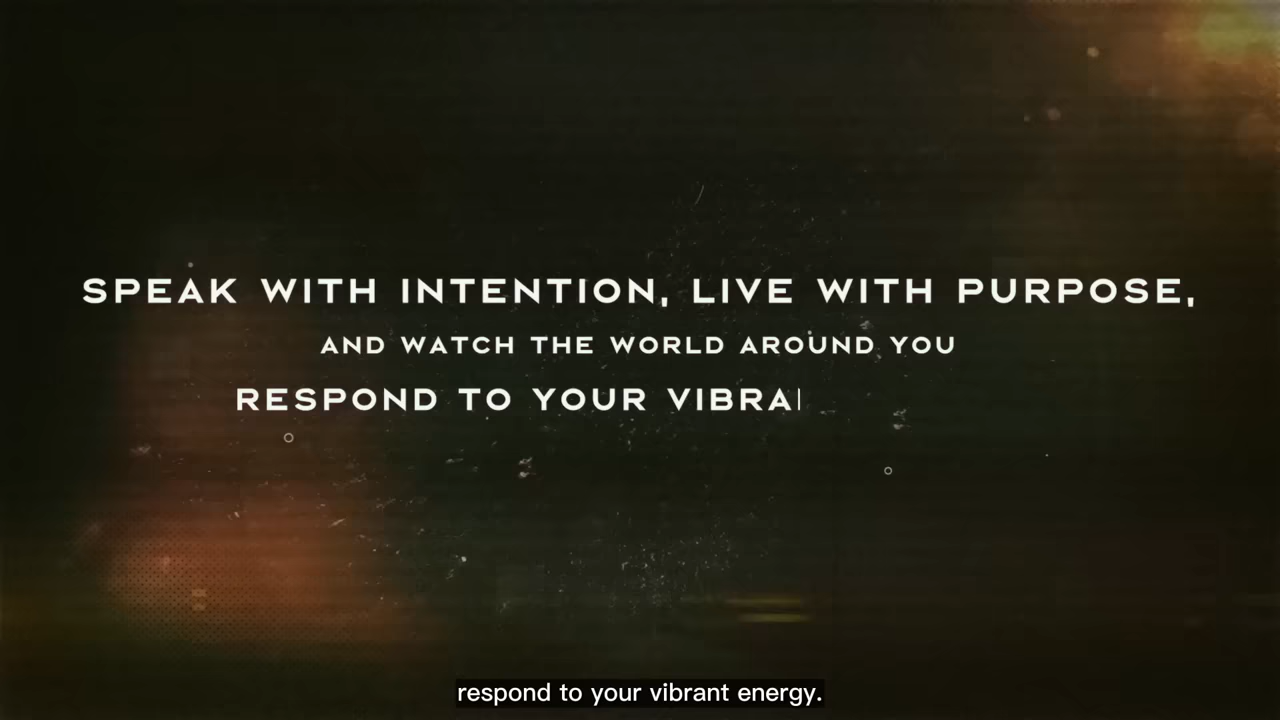 SPEAK WITH INTENTION, LIVE WITH PURPOSE,
AND WATCH THE WORLD AROUND YOU
RESPOND TO YOUR VIBRA
respond to your vibrant energy.